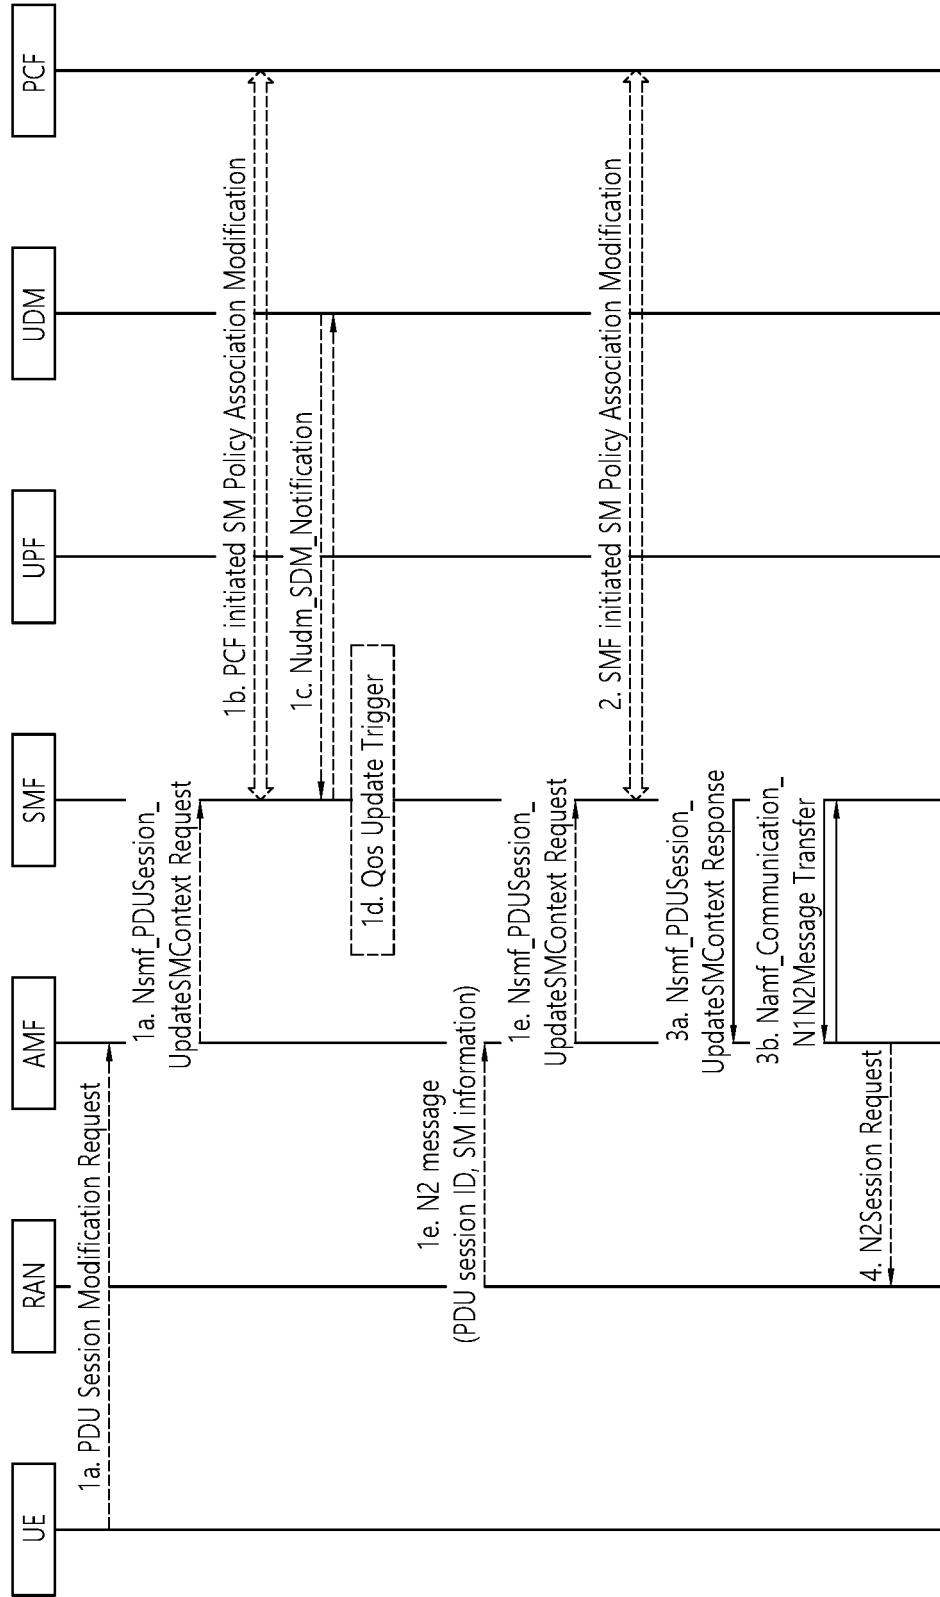 UE
RAN
AMF
SMF
UPF
UDM
PCF
1a. PDU Session Modification Request
1a. Nsmf_PDUSession_
UpdateSMContext Request
1b. PCF initiated SM Policy Association Modification
1c. Nudm_SDM_Notification
1d. Qos Update Trigger
1e. N2 message
(PDU session ID, SM information)
1e. Nsmf_PDUSession_
UpdateSMContext Request
2. SMF initiated SM Policy Association Modification
3a. Nsmf_PDUSession_
UpdateSMContext Response
3b. Namf_Communication_
N1N2Message Transfer
4. N2Session Request